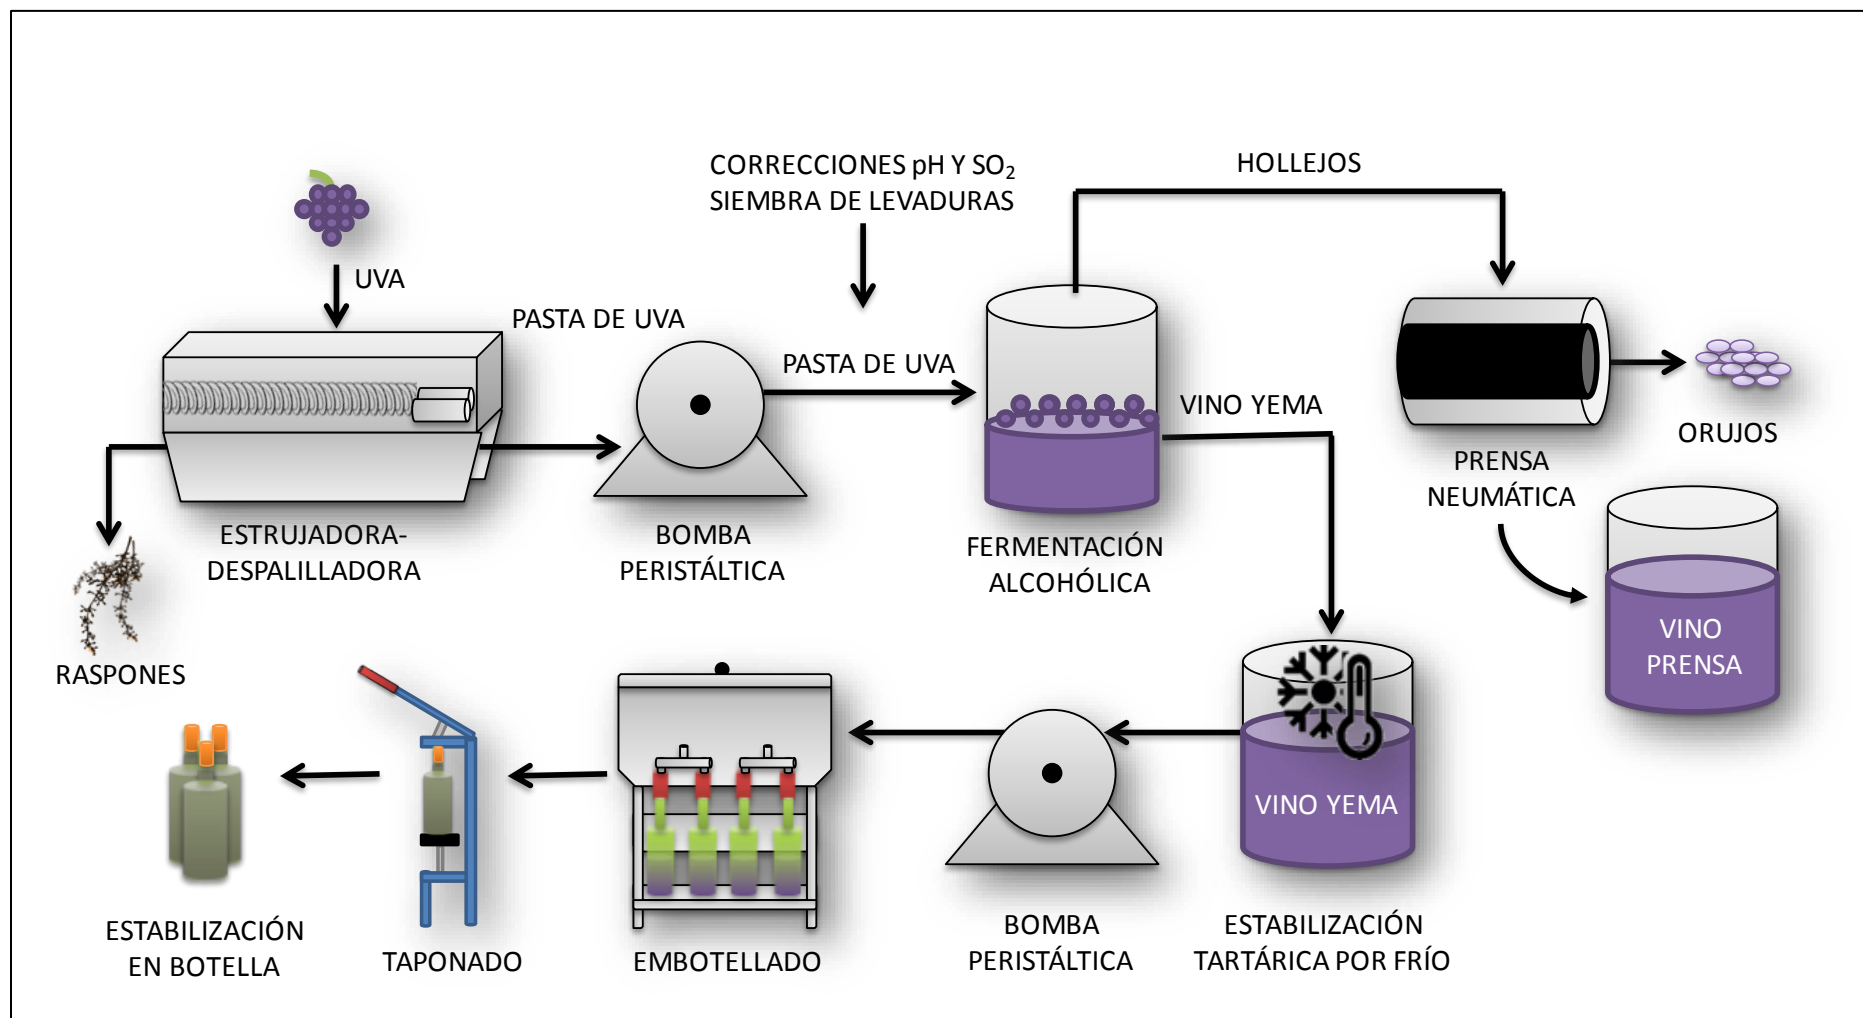 UVA
ESTRUJADORA-
DESPALILLADORA
RASPONES
PASTA DE UVA
BOMBA
PERISTÁLTICA
CORRECCIONES pH Y SO₂
SIEMBRA DE LEVADURAS
PASTA DE UVA
FERMENTACIÓN
ALCOHÓLICA
HOLLEJOS
PRENSA
NEUMÁTICA
ORUJOS
VINO
PRENSA
VINO YEMA
VINO YEMA
ESTABILIZACIÓN
TARTÁRICA POR FRÍO
BOMBA
PERISTÁLTICA
EMBOTELLADO
TAPONADO
ESTABILIZACIÓN
EN BOTELLA